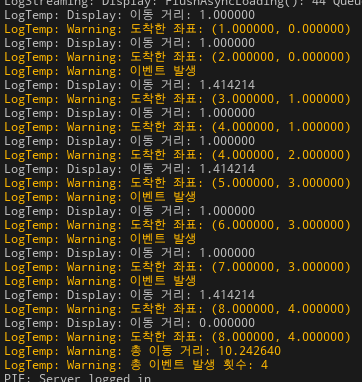 LogStreaming: Display: FlushAsyncLoading(): 44 Queu
LogTemp: Display: 이동 거리: 1.000000
LogTemp: Warning: 도착한 좌표: (1.000000, 0.000000)
LogTemp: Display: 이동 거리: 1.000000
LogTemp: Warning: 도착한 좌표: (2.000000, 0.000000)
LogTemp: Warning: 이벤트 발생
LogTemp: Display: 이동 거리: 1.414214
LogTemp: Warning: 도착한 좌표: (3.000000, 1.000000)
LogTemp: Display: 이동 거리: 1.000000
LogTemp: Warning: 도착한 좌표: (4.000000, 1.000000)
LogTemp: Display: 이동 거리: 1.000000
LogTemp: Warning: 도착한 좌표: (4.000000, 2.000000)
LogTemp: Display: 이동 거리: 1.414214
LogTemp: Warning: 도착한 좌표: (5.000000, 3.000000)
LogTemp: Warning: 이벤트 발생
LogTemp: Display: 이동 거리: 1.000000
LogTemp: Warning: 도착한 좌표: (6.000000, 3.000000)
LogTemp: Warning: 이벤트 발생
LogTemp: Display: 이동 거리: 1.000000
LogTemp: Warning: 도착한 좌표: (7.000000, 3.000000)
LogTemp: Warning: 이벤트 발생
LogTemp: Display: 이동 거리: 1.414214
LogTemp: Warning: 도착한 좌표: (8.000000, 4.000000)
LogTemp: Display: 이동 거리: 0.000000
LogTemp: Warning: 도착한 좌표: (8.000000, 4.000000)
LogTemp: Warning: 총 이동 거리: 10.242640
LogTemp: Warning: 총 이벤트 발생 횟수: 4
PIE: Server logged in